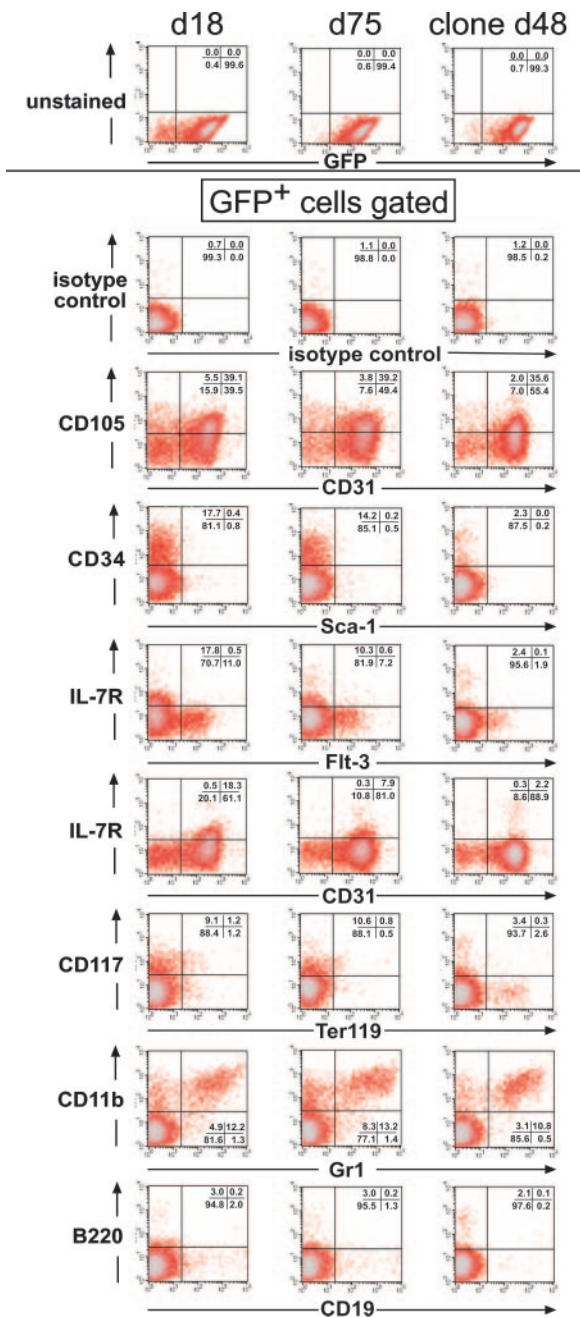 d18 d75 clone d48
0.0 0.0 0.0 0.0 0.0 0.0
0.4 99.6 0.6 99.4 0.7 99.3
unstained
GFP
GFP+ cells gated
0.7 0.0 1.1 0.0 1.2 0.0
99.3 0.0 98.8 0.0 98.5 0.2
isotype
control
isotype control
5.5 39.1 3.8 39.2 2.0 35.6
15.9 39.5 7.6 49.4 7.0 55.4
CD105
CD31
17.7 0.4 14.2 0.2 2.3 0.0
81.1 0.8 85.1 0.5 87.5 0.2
CD34
Sca-1
17.8 0.5 10.3 0.6 2.4 0.1
70.7 11.0 81.9 7.2 95.6 1.9
IL-7R
Flt-3
0.5 18.3 0.3 7.9 0.3 2.2
20.1 61.1 10.8 81.0 8.6 88.9
IL-7R
CD31
9.1 1.2 10.6 0.8 3.4 0.3
88.4 1.2 88.1 0.5 93.7 2.6
CD117
Ter119
CD11b
4.9 12.2 8.3 13.2 3.1 10.8
81.6 1.3 77.1 1.4 85.6 0.5
Gr1
3.0 0.2 3.0 0.2 2.1 0.1
94.8 2.0 95.5 1.3 97.6 0.2
B220
CD19